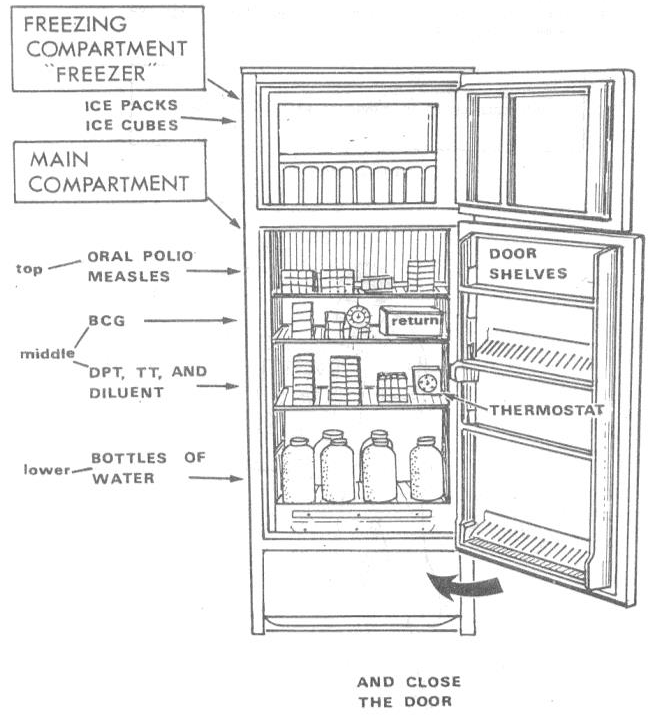 FREEZING
COMPARTMENT
"FREEZER"
ICE PACKS
ICE CUBES
MAIN
COMPARTMENT
top
ORAL POLIO
MEASLES
DOOR
SHELVES
BCG
return
middle
DPT, TT, AND
DILUENT
THERMOSTAT
lower
BOTTLES OF
WATER
AND CLOSE
THE DOOR